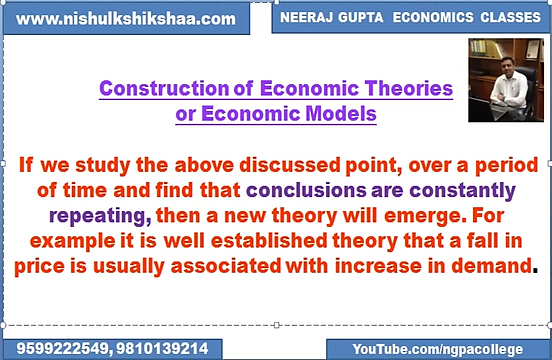 www.nishulkshikshaa.com
NEERAJ GUPTA ECONOMICS CLASSES
Construction of Economic Theories
or Economic Models
If we study the above discussed point, over a period
of time and find that conclusions are constantly
repeating, then a new theory will emerge. For
example it is well established theory that a fall in
price is usually associated with increase in demand.
9599222549, 9810139214
YouTube.com/ngpacollege